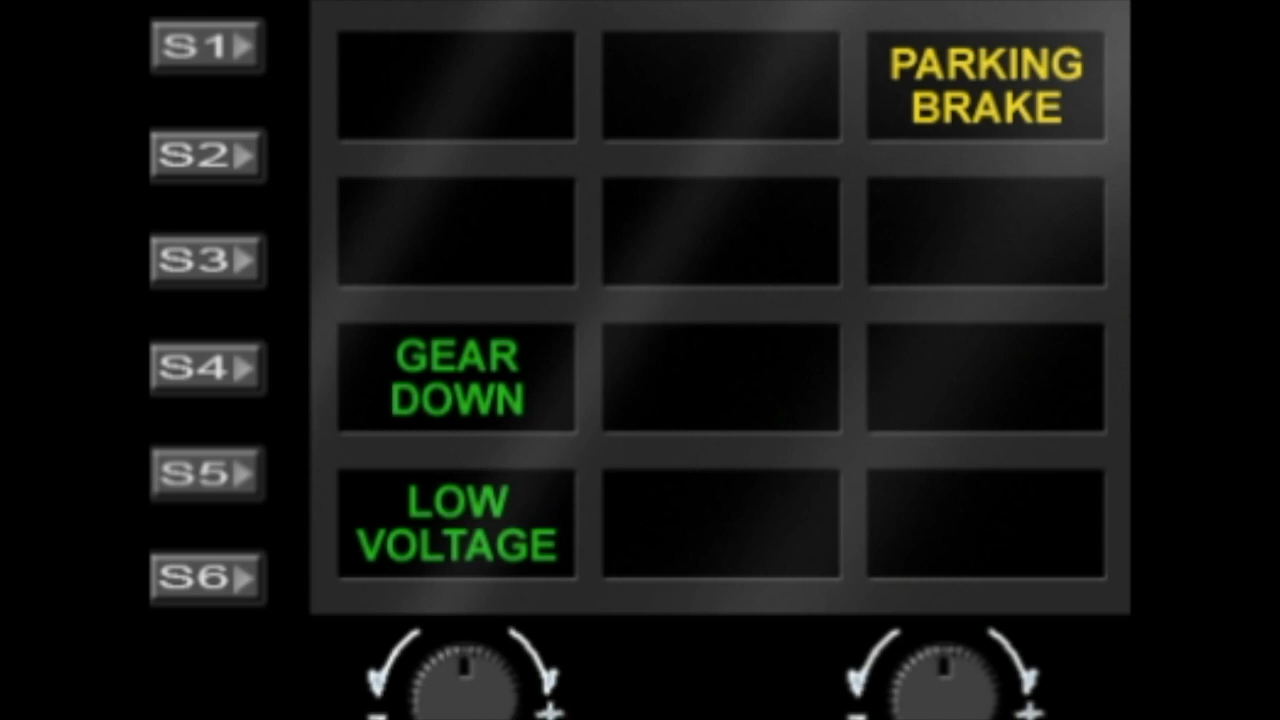 S1
PARKING
BRAKE
S2
S3
GEAR
DOWN
S4
LOW
VOLTAGE
S5
S6
- +
- +